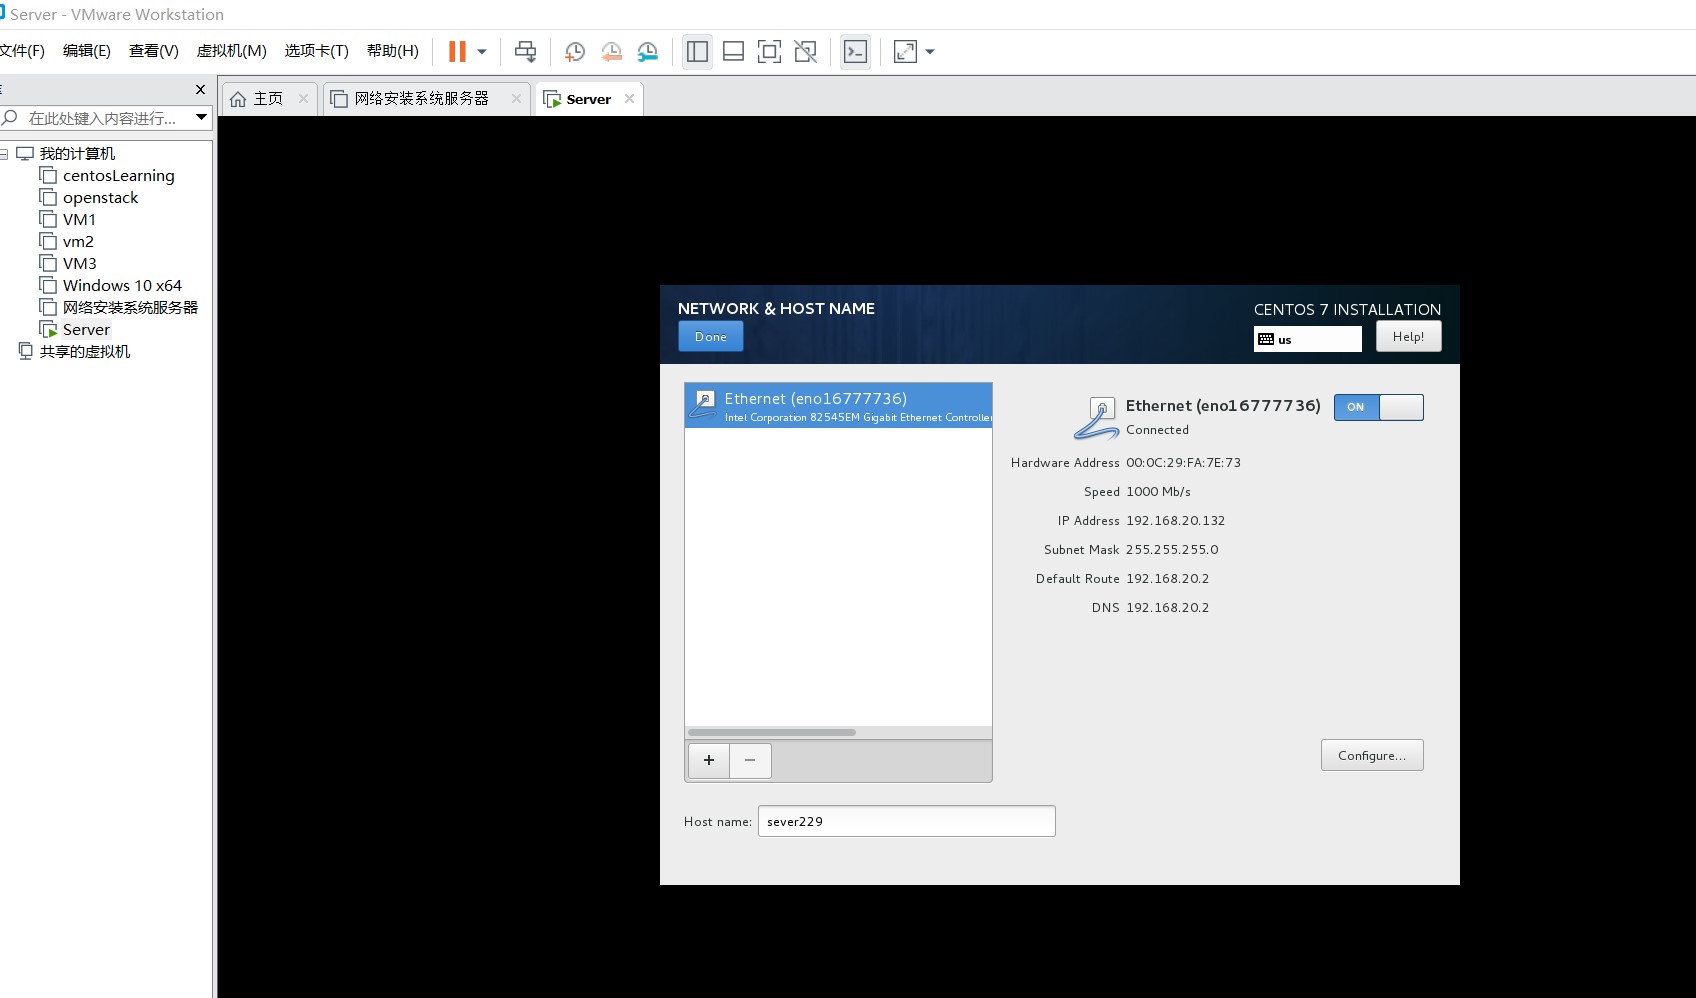 Server - VMware Workstation
文件(F) 编辑(E) 查看(V) 虚拟机(M) 选项卡(T) 帮助(H)
主页 网络安装系统服务器 Server
在此处键入内容进行...
我的计算机
centosLearning
openstack
VM1
vm2
VM3
Windows 10 x64
网络安装系统服务器
Server
共享的虚拟机
NETWORK & HOST NAME
Done
CENTOS 7 INSTALLATION
us
Help!
Ethernet (eno16777736)
Intel Corporation 82545EM Gigabit Ethernet Controller
Ethernet (eno16777736)
ON
Connected
Hardware Address 00:0C:29:FA:7E:73
Speed 1000 Mb/s
IP Address 192.168.20.132
Subnet Mask 255.255.255.0
Default Route 192.168.20.2
DNS 192.168.20.2
+ −
Configure...
Host name: sever229